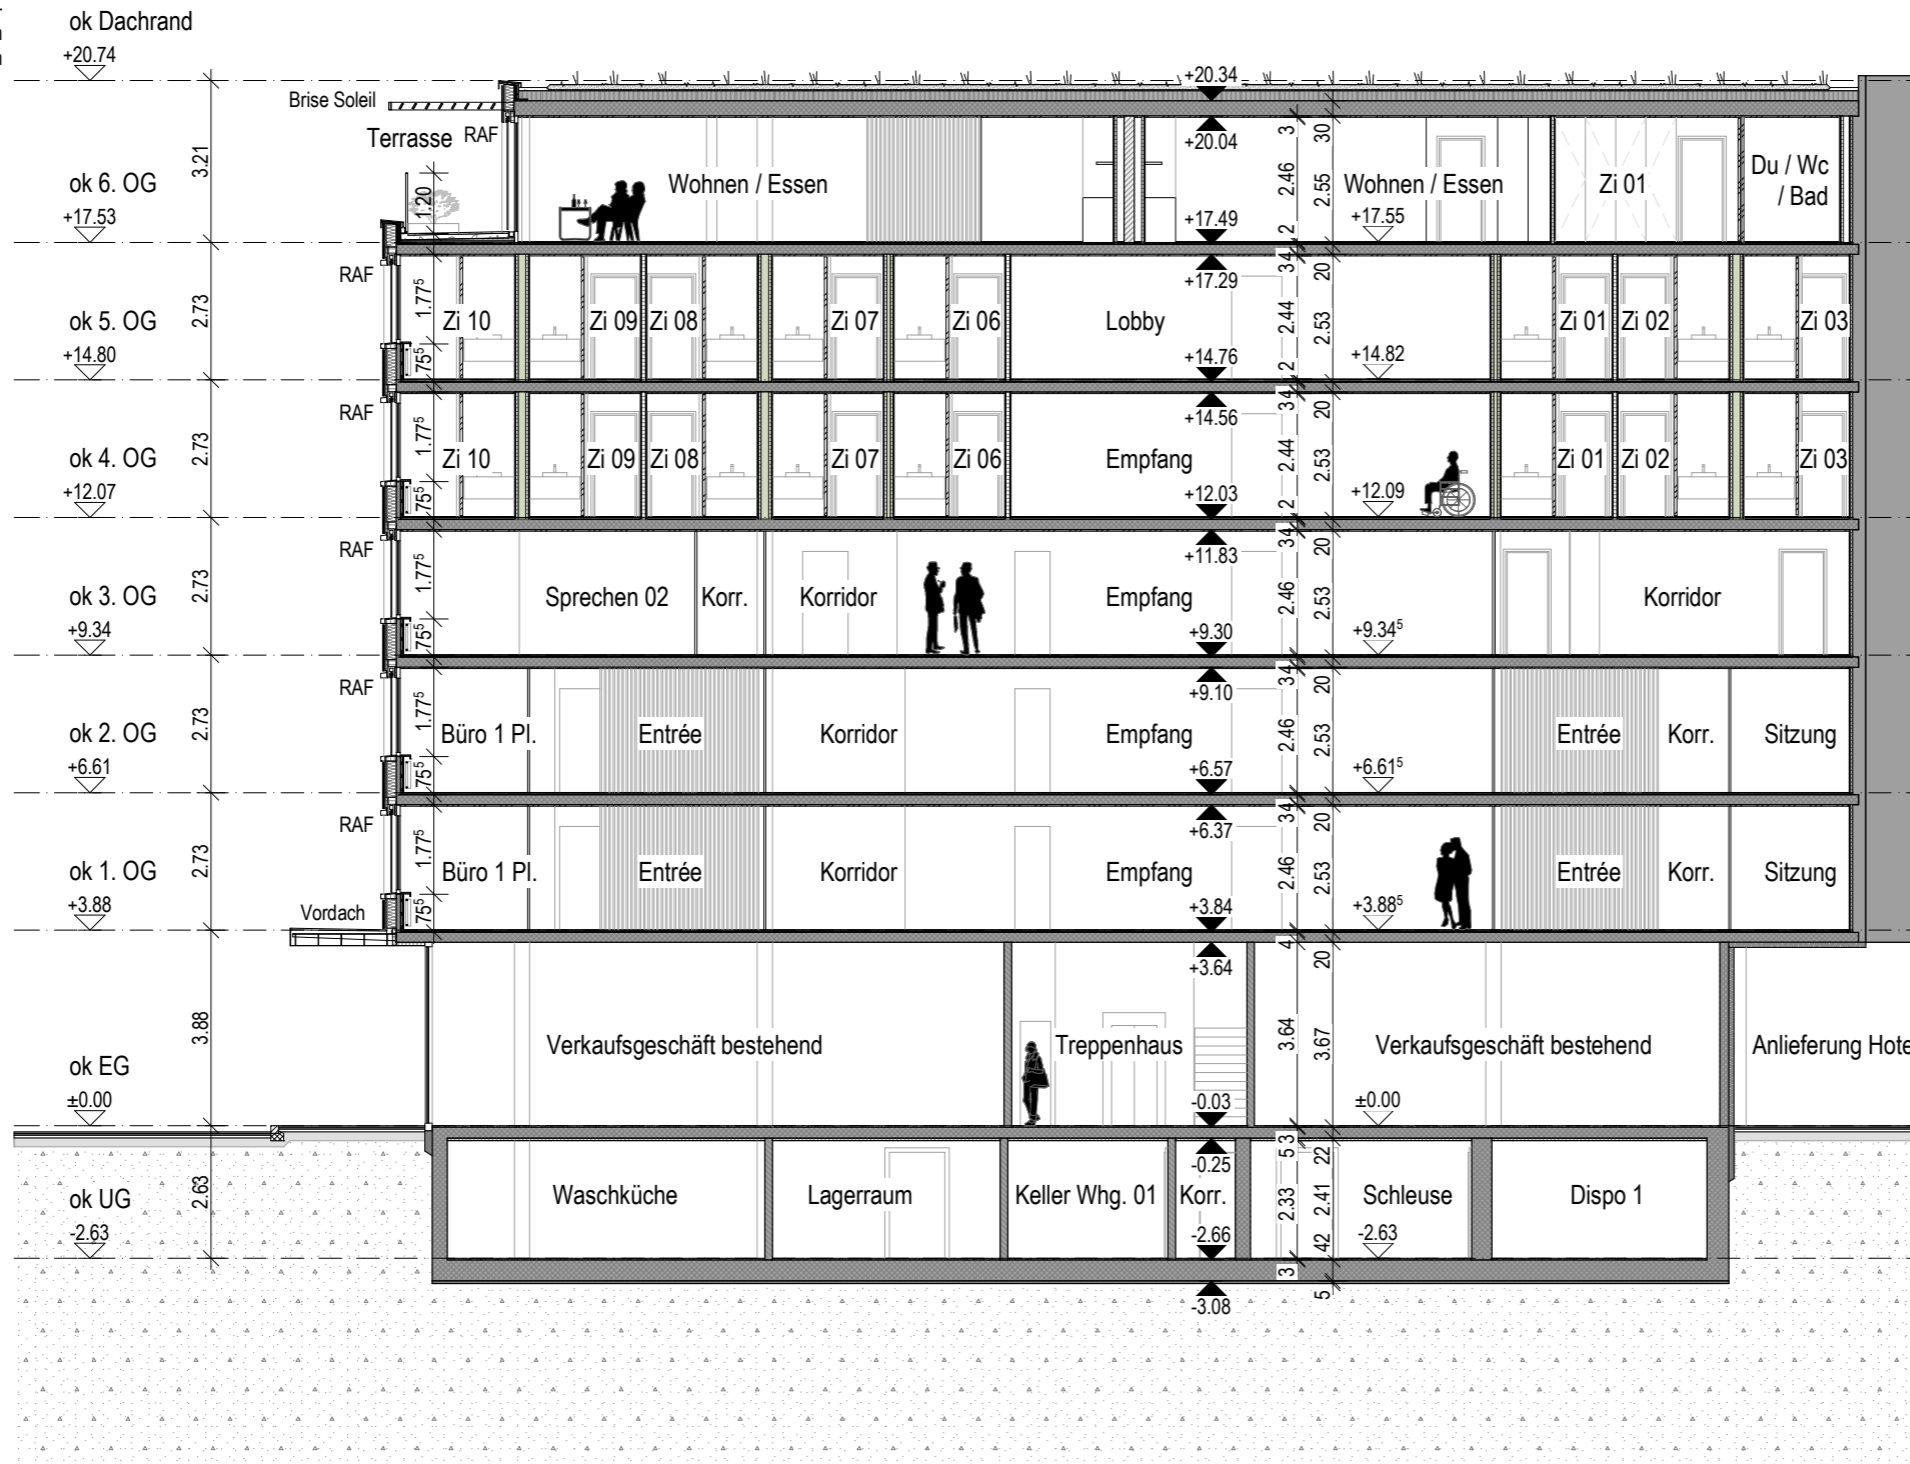 ok Dachrand
+20.74
+20.34
Brise Soleil
Terrasse RAF
3.21
1.20
ok 6. OG
+17.53
Wohnen / Essen
+20.04
+17.49
3
2.46
2
30
2.55
Wohnen / Essen
+17.55
Zi 01
Du / Wc
/ Bad
RAF
ok 5. OG
+14.80
2.73
1.77⁵
75⁵
Zi 10
Zi 09
Zi 08
Zi 07
Zi 06
Lobby
+17.29
+14.76
34
2.44
2
20
2.53
+14.82
Zi 01
Zi 02
Zi 03
RAF
ok 4. OG
+12.07
2.73
1.77⁵
75⁵
Zi 10
Zi 09
Zi 08
Zi 07
Zi 06
Empfang
+14.56
+12.03
34
2.44
2
20
2.53
+12.09
Zi 01
Zi 02
Zi 03
RAF
ok 3. OG
+9.34
2.73
1.77⁵
75⁵
Sprechen 02
Korr.
Korridor
Empfang
+11.83
+9.30
34
2.46
20
2.53
+9.34⁵
Korridor
RAF
ok 2. OG
+6.61
2.73
1.77⁵
75⁵
Büro 1 Pl.
Entrée
Korridor
Empfang
+9.10
+6.57
34
2.46
20
2.53
+6.61⁵
Entrée
Korr.
Sitzung
RAF
ok 1. OG
+3.88
2.73
1.77⁵
75⁵
Vordach
Büro 1 Pl.
Entrée
Korridor
Empfang
+6.37
+3.84
34
2.46
20
2.53
+3.88⁵
Entrée
Korr.
Sitzung
ok EG
±0.00
3.88
Verkaufsgeschäft bestehend
Treppenhaus
+3.64
-0.03
4
3.64
20
3.67
Verkaufsgeschäft bestehend
±0.00
Anlieferung Hote
ok UG
-2.63
2.63
Waschküche
Lagerraum
Keller Whg. 01
Korr.
-0.25
-2.66
53
2.33
3
22
2.41
42
5
Schleuse
-2.63
Dispo 1
-3.08